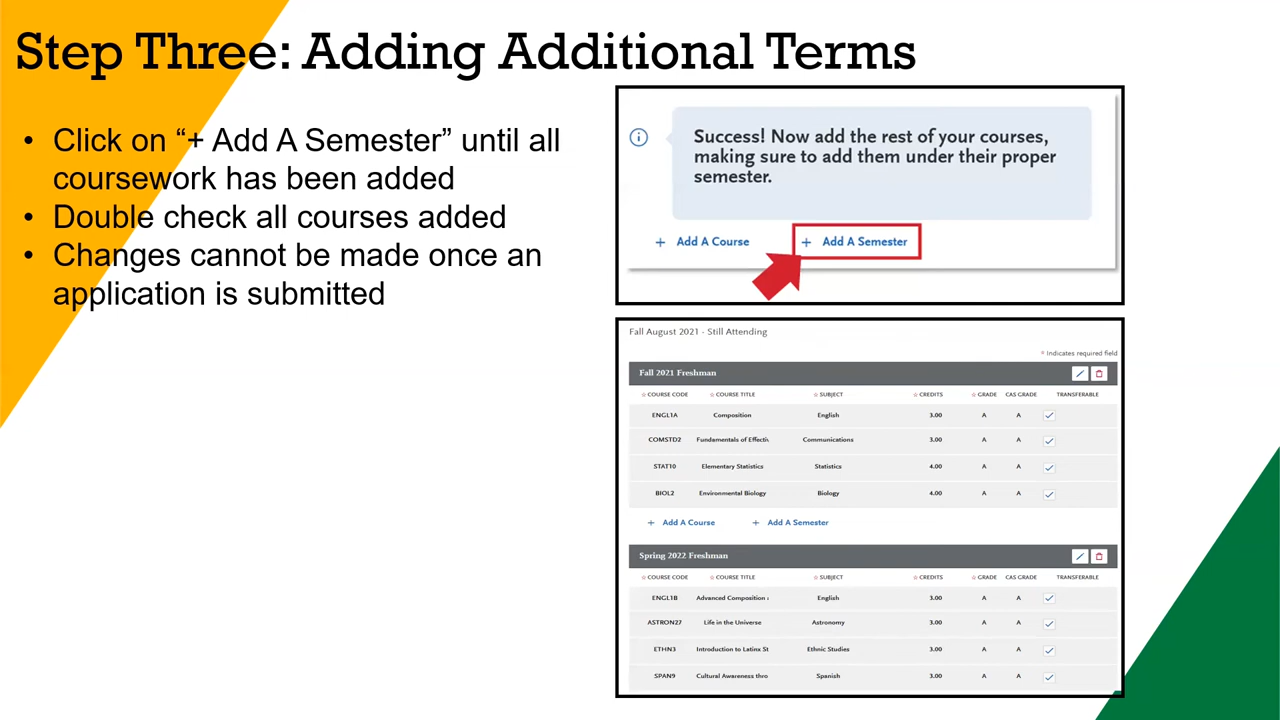 Step Three: Adding Additional Terms
• Click on “+ Add A Semester” until all
coursework has been added
• Double check all courses added
• Changes cannot be made once an
application is submitted
Success! Now add the rest of your courses,
making sure to add them under their proper
semester.
+ Add A Course + Add A Semester
Fall August 2021 - Still Attending
* Indicates required field
Fall 2021 Freshman
☆ COURSE CODE ☆ COURSE TITLE ☆ SUBJECT ☆ CREDITS ☆ GRADE CAS GRADE TRANSFERABLE
ENGL1A Composition English 3.00 A A
COMSTD2 Fundamentals of Effectiv Communications 3.00 A A
STAT10 Elementary Statistics Statistics 4.00 A A
BIOL2 Environmental Biology Biology 4.00 A A
+ Add A Course + Add A Semester
Spring 2022 Freshman
☆ COURSE CODE ☆ COURSE TITLE ☆ SUBJECT ☆ CREDITS ☆ GRADE CAS GRADE TRANSFERABLE
ENGL1B Advanced Composition English 3.00 A A
ASTRON27 Life in the Universe Astronomy 3.00 A A
ETHN3 Introduction to Latinx St Ethnic Studies 3.00 A A
SPAN9 Cultural Awareness thro Spanish 3.00 A A